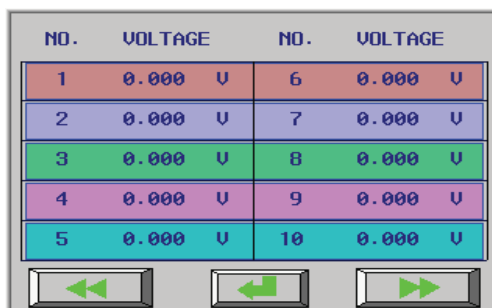 NO. VOLTAGE NO. VOLTAGE
1 0.000 V 6 0.000 V
2 0.000 V 7 0.000 V
3 0.000 V 8 0.000 V
4 0.000 V 9 0.000 V
5 0.000 V 10 0.000 V